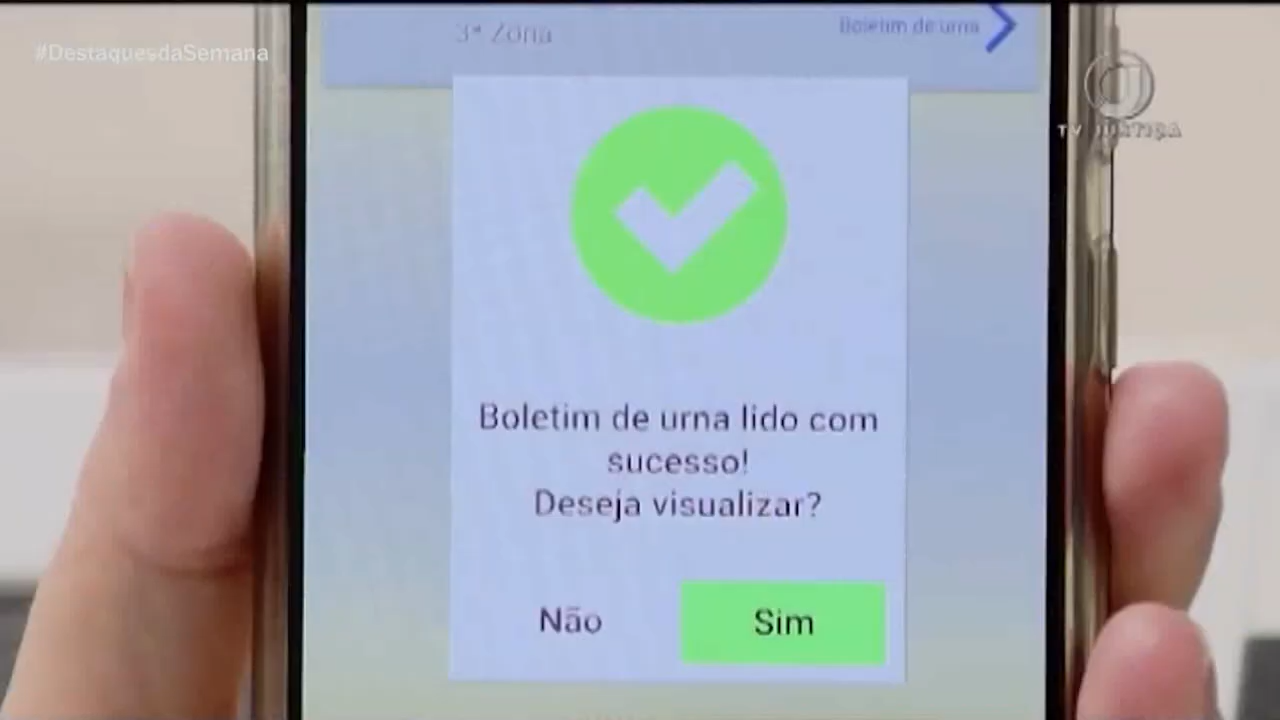 3ª Zona
Boletim de urna
#DestaquesdaSemana
TV JUSTIÇA
Boletim de urna lido com
sucesso!
Deseja visualizar?
Não
Sim